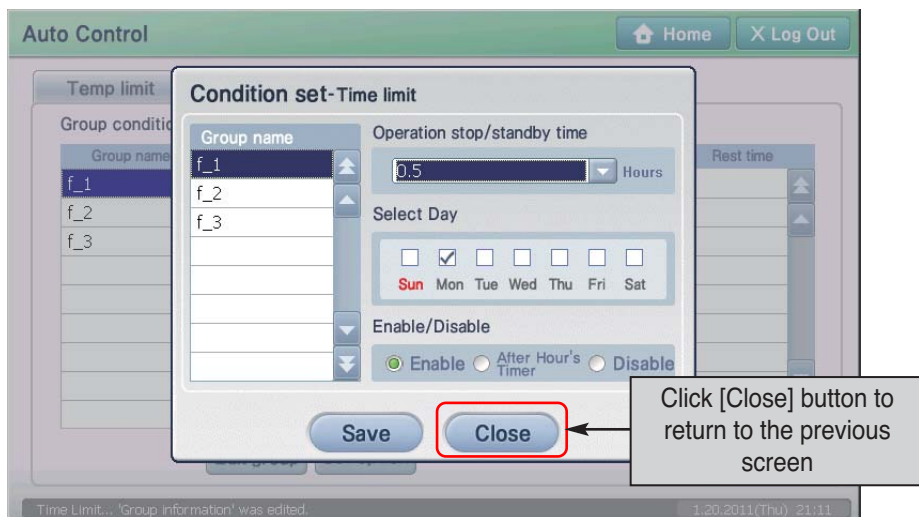 Auto Control
Home
X Log Out
Temp limit
Condition set-Time limit
Group name
f_1
f_2
f_3
Operation stop/standby time
0.5
Hours
Select Day
Sun Mon Tue Wed Thu Fri Sat
Enable/Disable
Enable
After Hour's
Timer
Disable
Save
Close
Group name
Rest time
f_1
f_2
f_3
Click [Close] button to
return to the previous
screen
Time Limit... 'Group information' was edited.
1.20.2011(Thu) 21:11